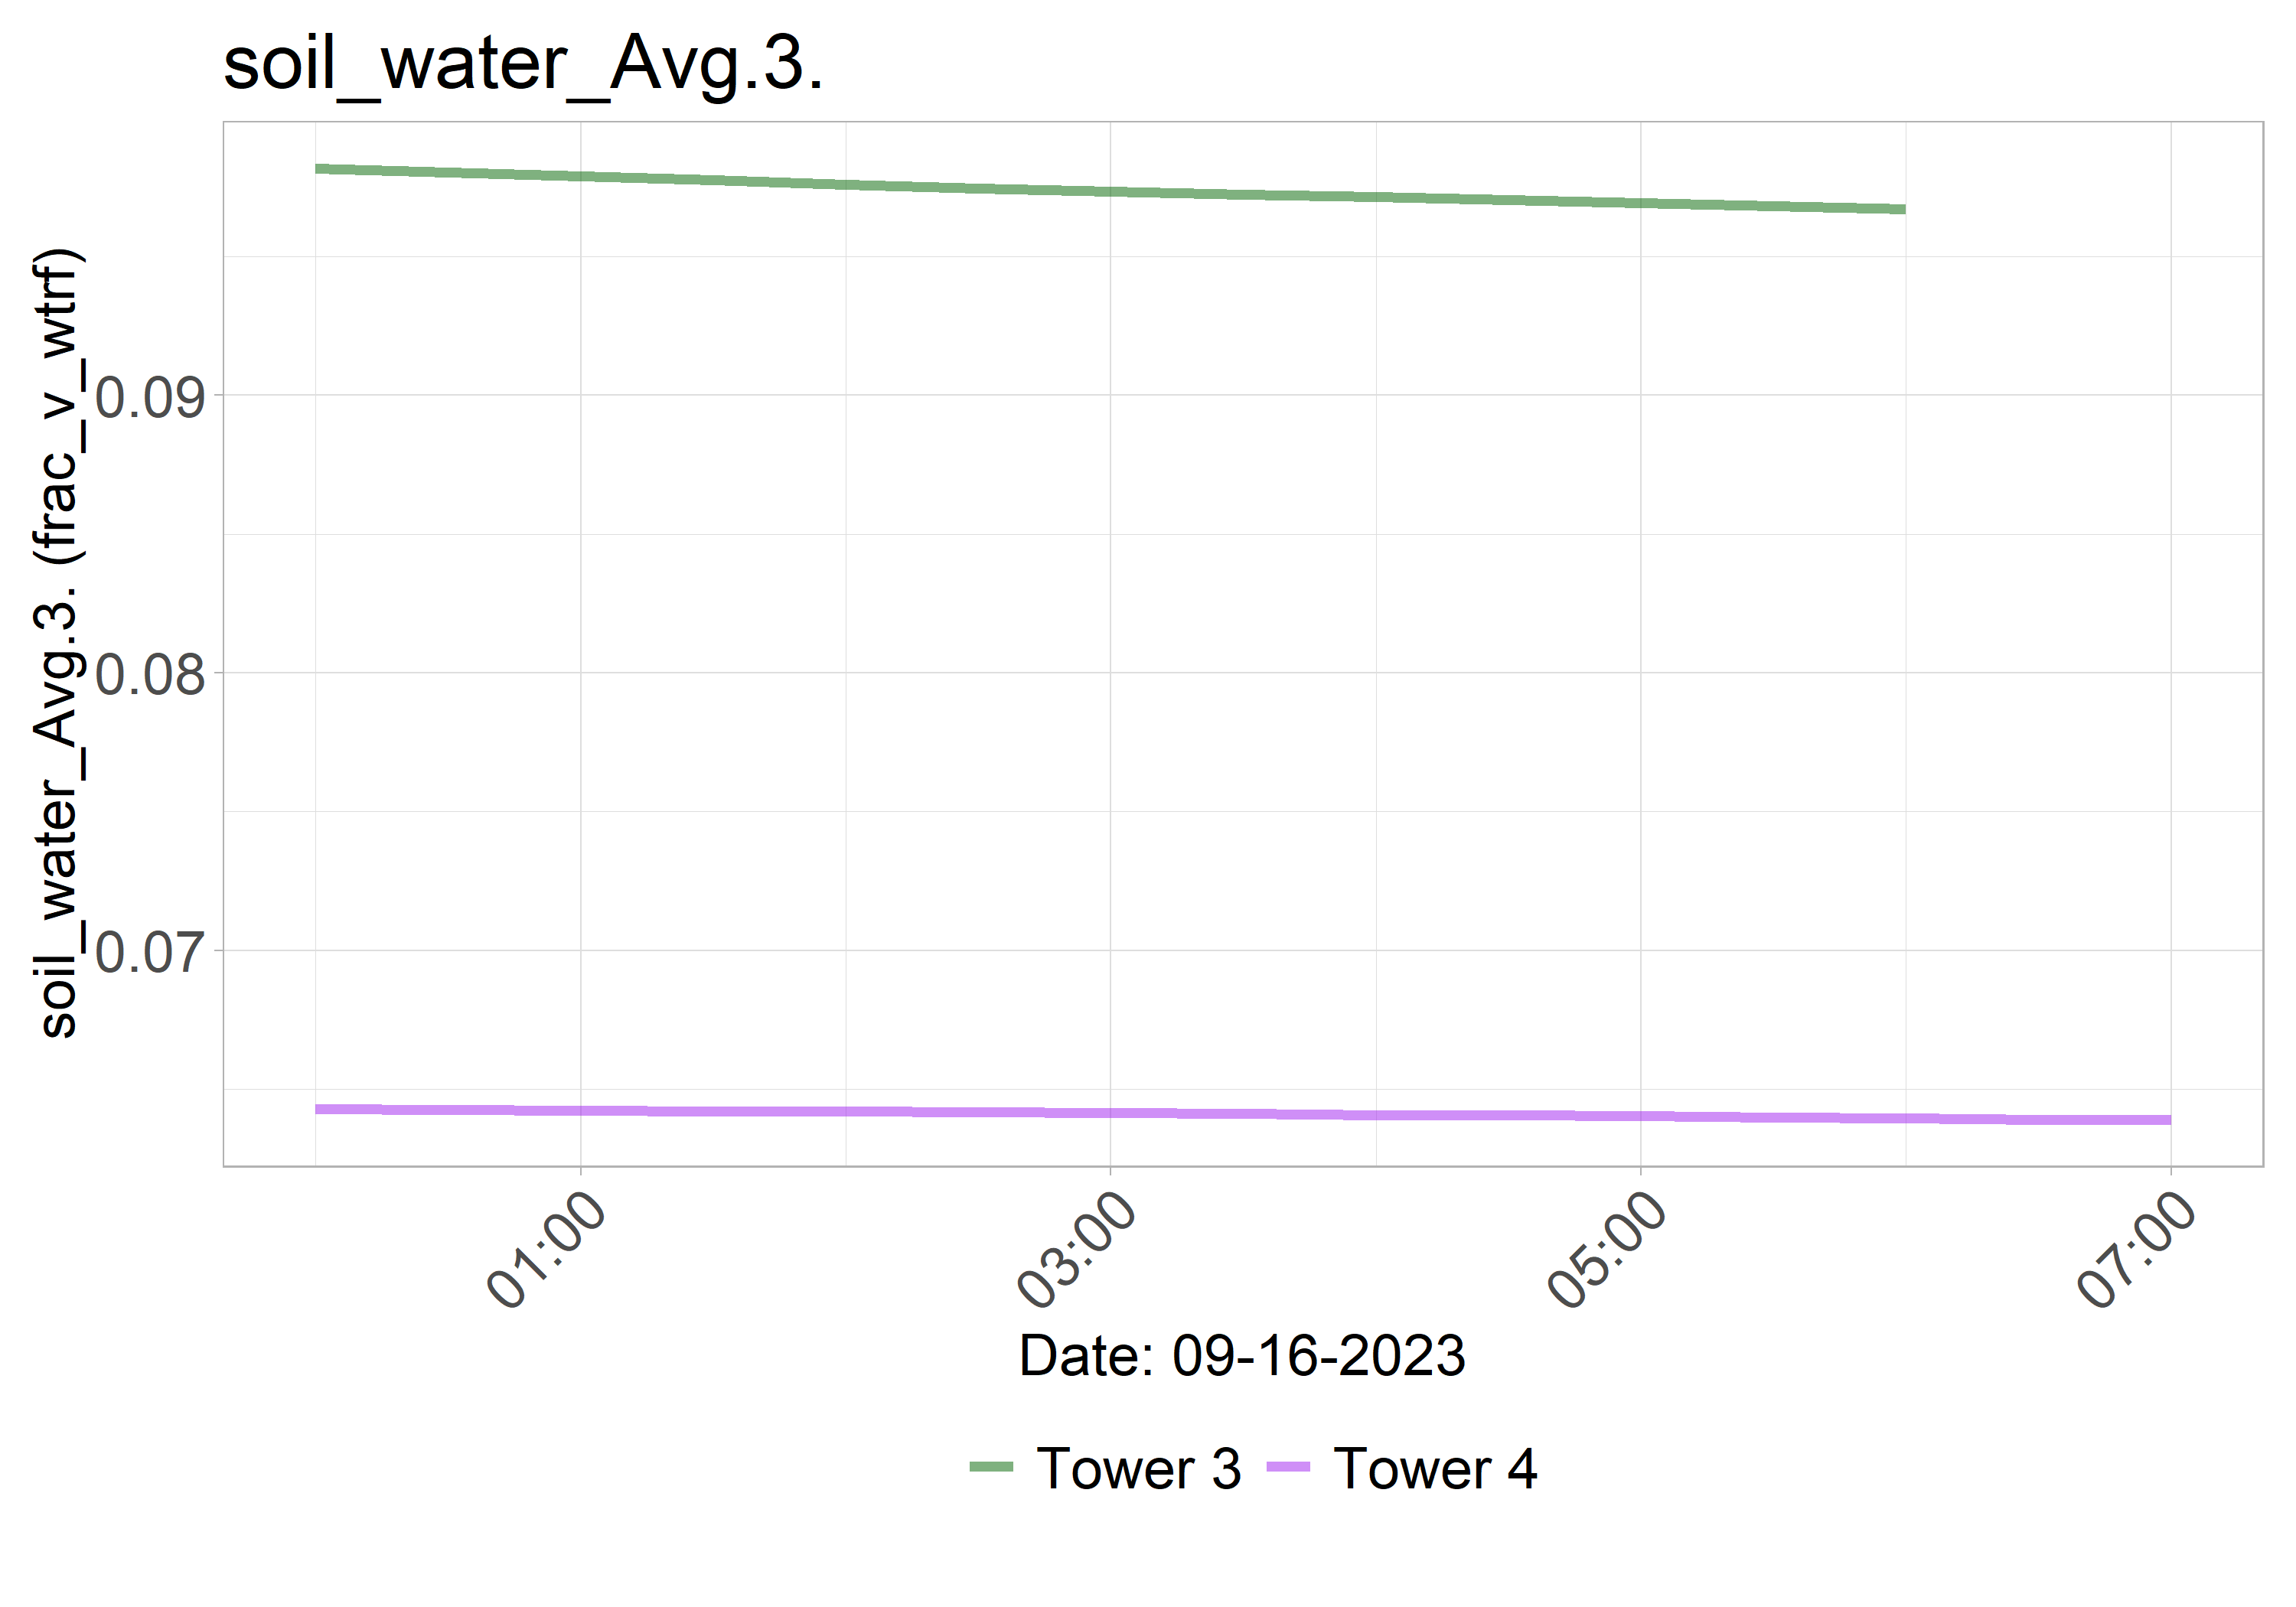 soil_water_Avg.3.
soil_water_Avg.3. (frac_v_wtrf)
0.09
0.08
0.07
01:00
03:00
05:00
07:00
Date: 09-16-2023
Tower 3
Tower 4